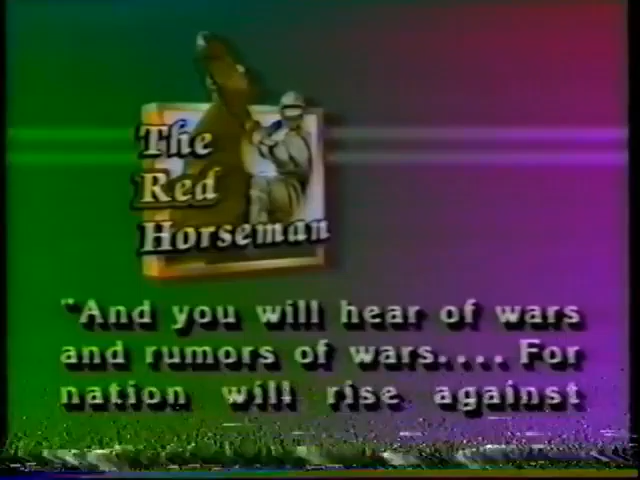 The
Red
Horseman
"And you will hear of wars
and rumors of wars.... For
nation will rise against